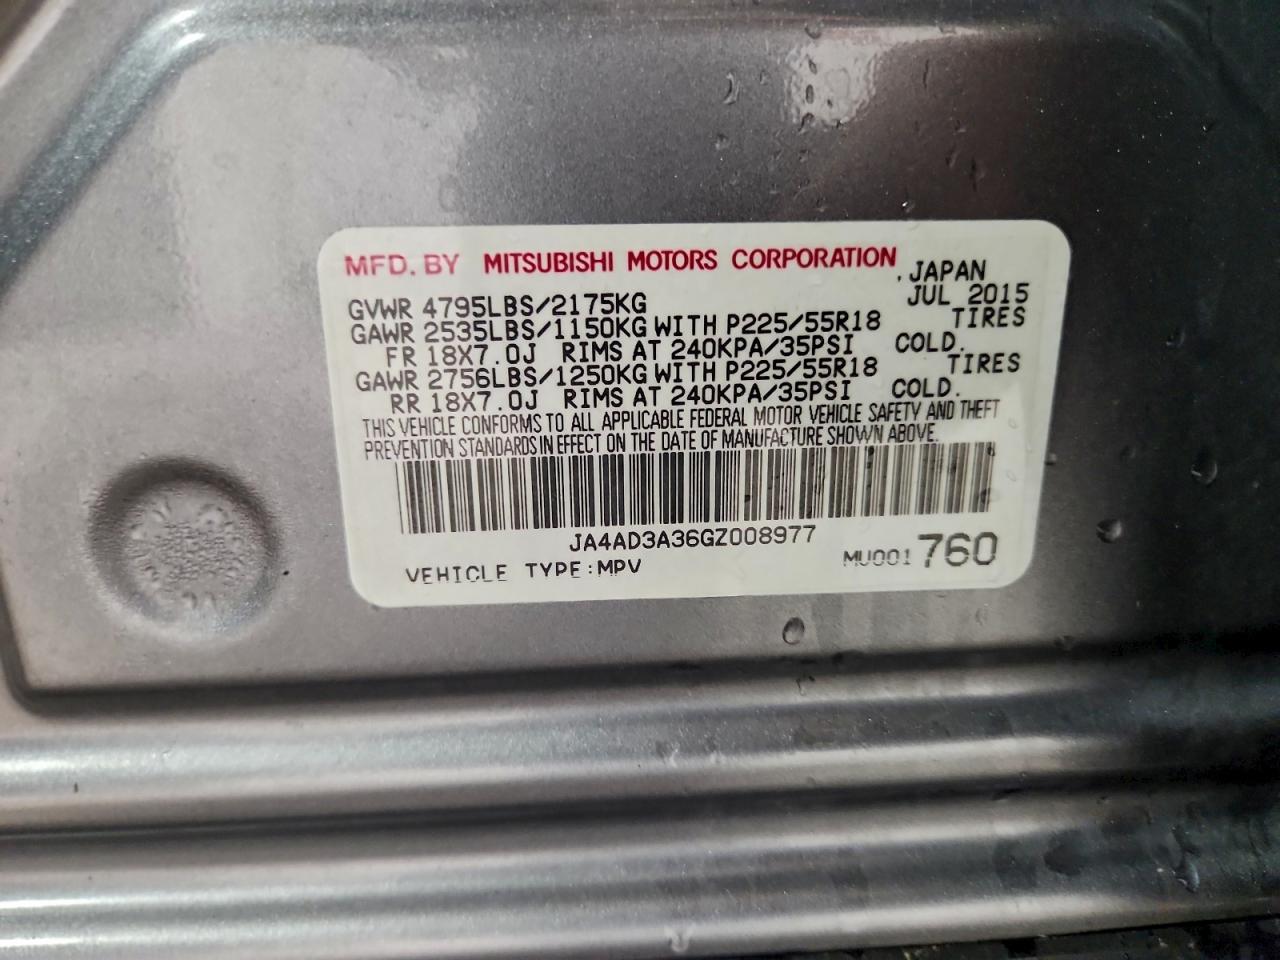 MFD. BY MITSUBISHI MOTORS CORPORATION , JAPAN
GVWR 4795LBS/2175KG JUL 2015
GAWR 2535LBS/1150KG WITH P225/55R18 TIRES
FR 18X7.0J RIMS AT 240KPA/35PSI COLD.
GAWR 2756LBS/1250KG WITH P225/55R18 TIRES
RR 18X7.0J RIMS AT 240KPA/35PSI COLD.
THIS VEHICLE CONFORMS TO ALL APPLICABLE FEDERAL MOTOR VEHICLE SAFETY AND THEFT
PREVENTION STANDARDS IN EFFECT ON THE DATE OF MANUFACTURE SHOWN ABOVE.
JA4AD3A36GZ008977
VEHICLE TYPE:MPV MU001 760